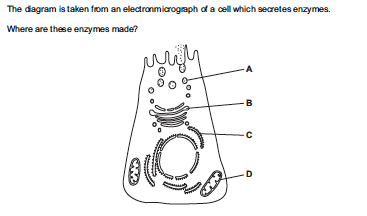 The diagram is taken from an electronmicrograph of a cell which secretes enzymes.
Where are these enzymes made?
A
B
C
D